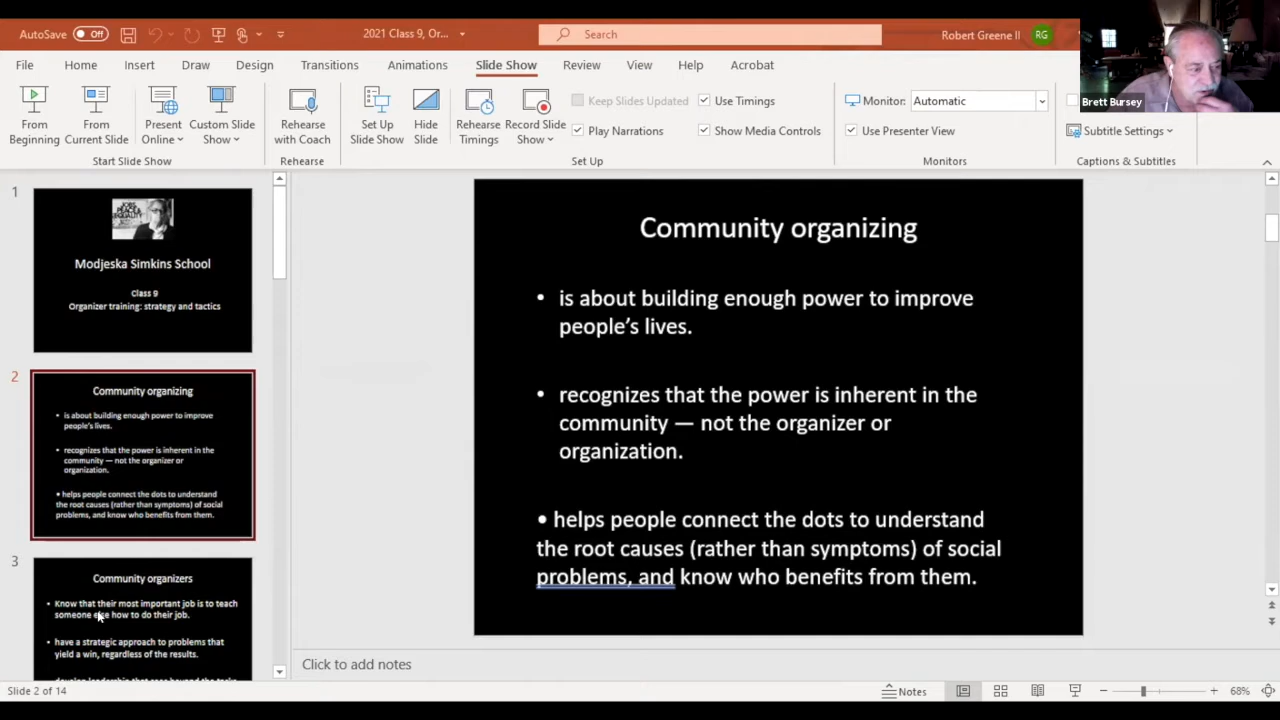 AutoSave Off
2021 Class 9, Or...
Search
Robert Greene II RG
File Home Insert Draw Design Transitions Animations Slide Show Review View Help Acrobat
From Beginning
From Current Slide
Present Online
Custom Slide Show
Start Slide Show
Rehearse with Coach
Rehearse
Set Up Slide Show
Hide Slide
Rehearse Timings
Record Slide Show
Keep Slides Updated
Play Narrations
Use Timings
Show Media Controls
Set Up
Monitor: Automatic
Use Presenter View
Monitors
Subtitle Settings
Captions & Subtitles
Brett Bursey
1
Modjeska Simkins School
Class 9
Organizer training: strategy and tactics
2
Community organizing
• is about building enough power to improve
people's lives.
• recognizes that the power is inherent in the
community — not the organizer or
organization.
• helps people connect the dots to understand
the root causes (rather than symptoms) of social
problems, and know who benefits from them.
3
Community organizers
• Know that their most important job is to teach
someone else how to do their job.
• have a strategic approach to problems that
yield a win, regardless of the results.
Community organizing
• is about building enough power to improve
people's lives.
• recognizes that the power is inherent in the
community — not the organizer or
organization.
• helps people connect the dots to understand
the root causes (rather than symptoms) of social
problems, and know who benefits from them.
Click to add notes
Slide 2 of 14
Notes
68%